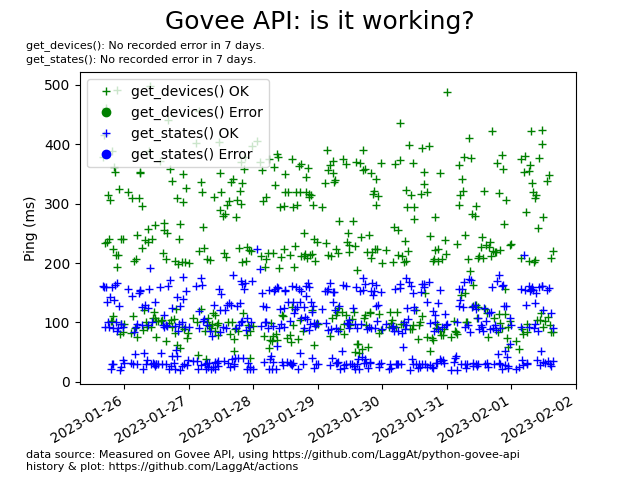 Govee API: is it working?
get_devices(): No recorded error in 7 days.
get_states(): No recorded error in 7 days.
get_devices() OK
get_devices() Error
get_states() OK
get_states() Error
Ping (ms)
500
400
300
200
100
0
2023-01-26
2023-01-27
2023-01-28
2023-01-29
2023-01-30
2023-01-31
2023-02-01
2023-02-02
data source: Measured on Govee API, using https://github.com/LaggAt/python-govee-api
history & plot: https://github.com/LaggAt/actions